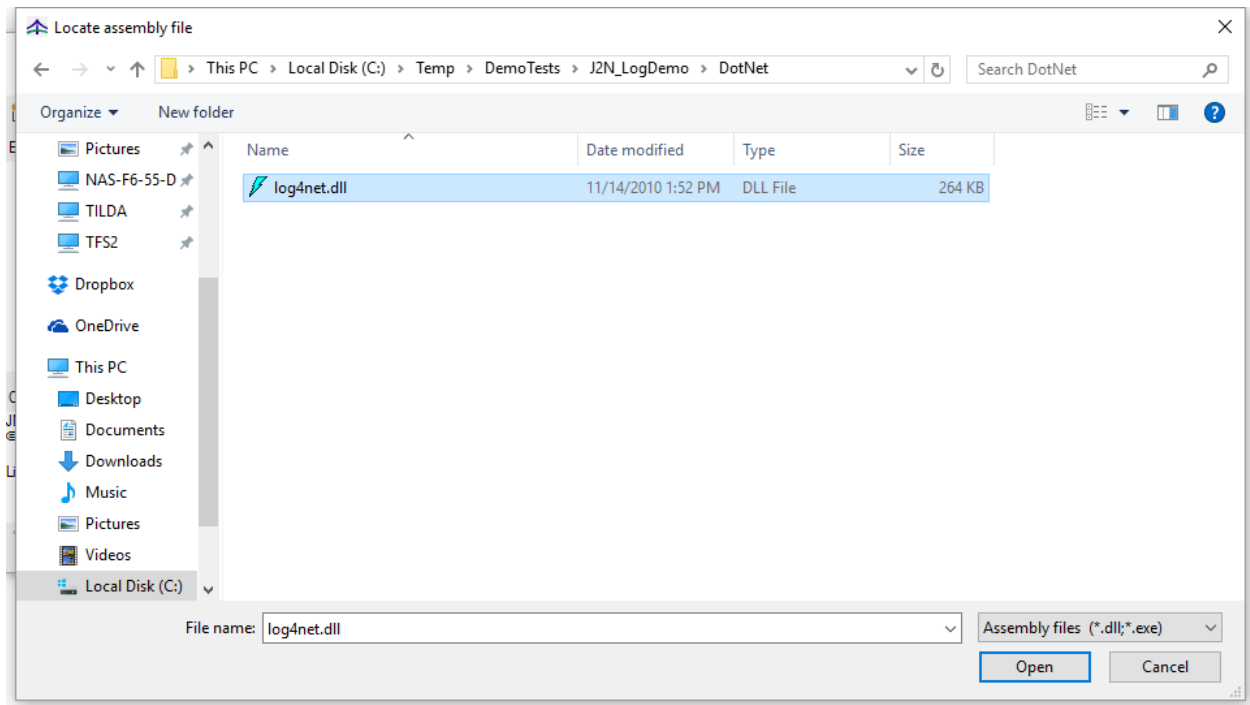 Locate assembly file
This PC > Local Disk (C:) > Temp > DemoTests > J2N_LogDemo > DotNet
Search DotNet
Organize
New folder
?
Name
Date modified
Type
Size
log4net.dll
11/14/2010 1:52 PM
DLL File
264 KB
Pictures
NAS-F6-55-D
TILDA
TFS2
Dropbox
OneDrive
This PC
Desktop
Documents
Downloads
Music
Pictures
Videos
Local Disk (C:)
File name:
log4net.dll
Assembly files (*.dll;*.exe)
Open
Cancel